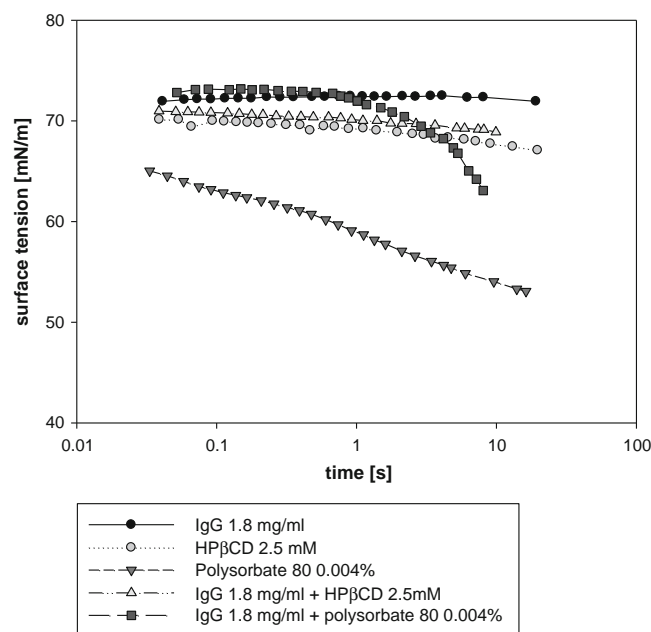 80
70
60
50
40
surface tension [mN/m]
0.01 0.1 1 10 100
time [s]
IgG 1.8 mg/ml
HPβCD 2.5 mM
Polysorbate 80 0.004%
IgG 1.8 mg/ml + HPβCD 2.5mM
IgG 1.8 mg/ml + polysorbate 80 0.004%